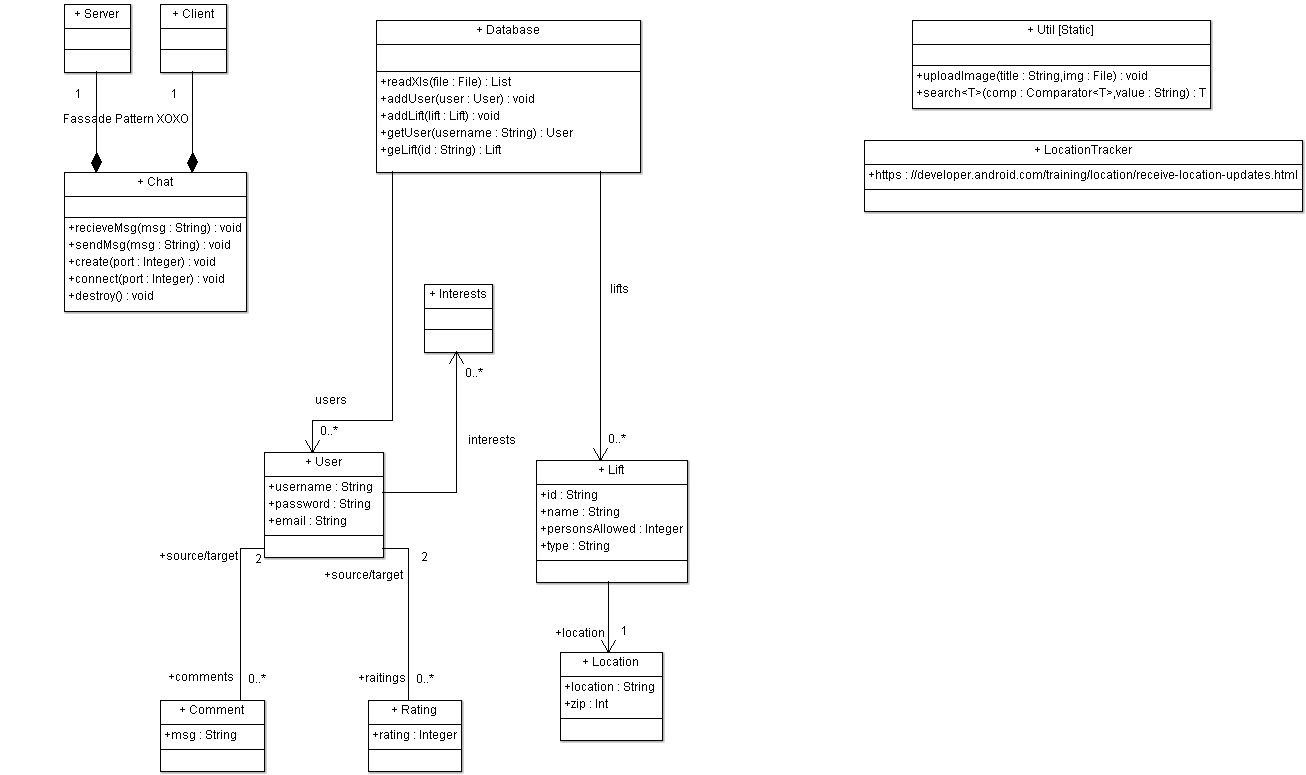 + Server
+ Client
1
1
Fassade Pattern XOXO
+ Chat
+recieveMsg(msg : String) : void
+sendMsg(msg : String) : void
+create(port : Integer) : void
+connect(port : Integer) : void
+destroy() : void
+ Database
+readXls(file : File) : List
+addUser(user : User) : void
+addLift(lift : Lift) : void
+getUser(username : String) : User
+geLift(id : String) : Lift
+ Util [Static]
+uploadImage(title : String,img : File) : void
+search<T>(comp : Comparator<T>,value : String) : T
+ LocationTracker
+https : //developer.android.com/training/location/receive-location-updates.html
+ Interests
0..*
interests
lifts
0..*
users
0..*
+ User
+username : String
+password : String
+email : String
+source/target
2
+source/target
2
+comments
0..*
+raitings
0..*
+ Comment
+msg : String
+ Rating
+rating : Integer
+ Lift
+id : String
+name : String
+personsAllowed : Integer
+type : String
+location
1
+ Location
+location : String
+zip : Int